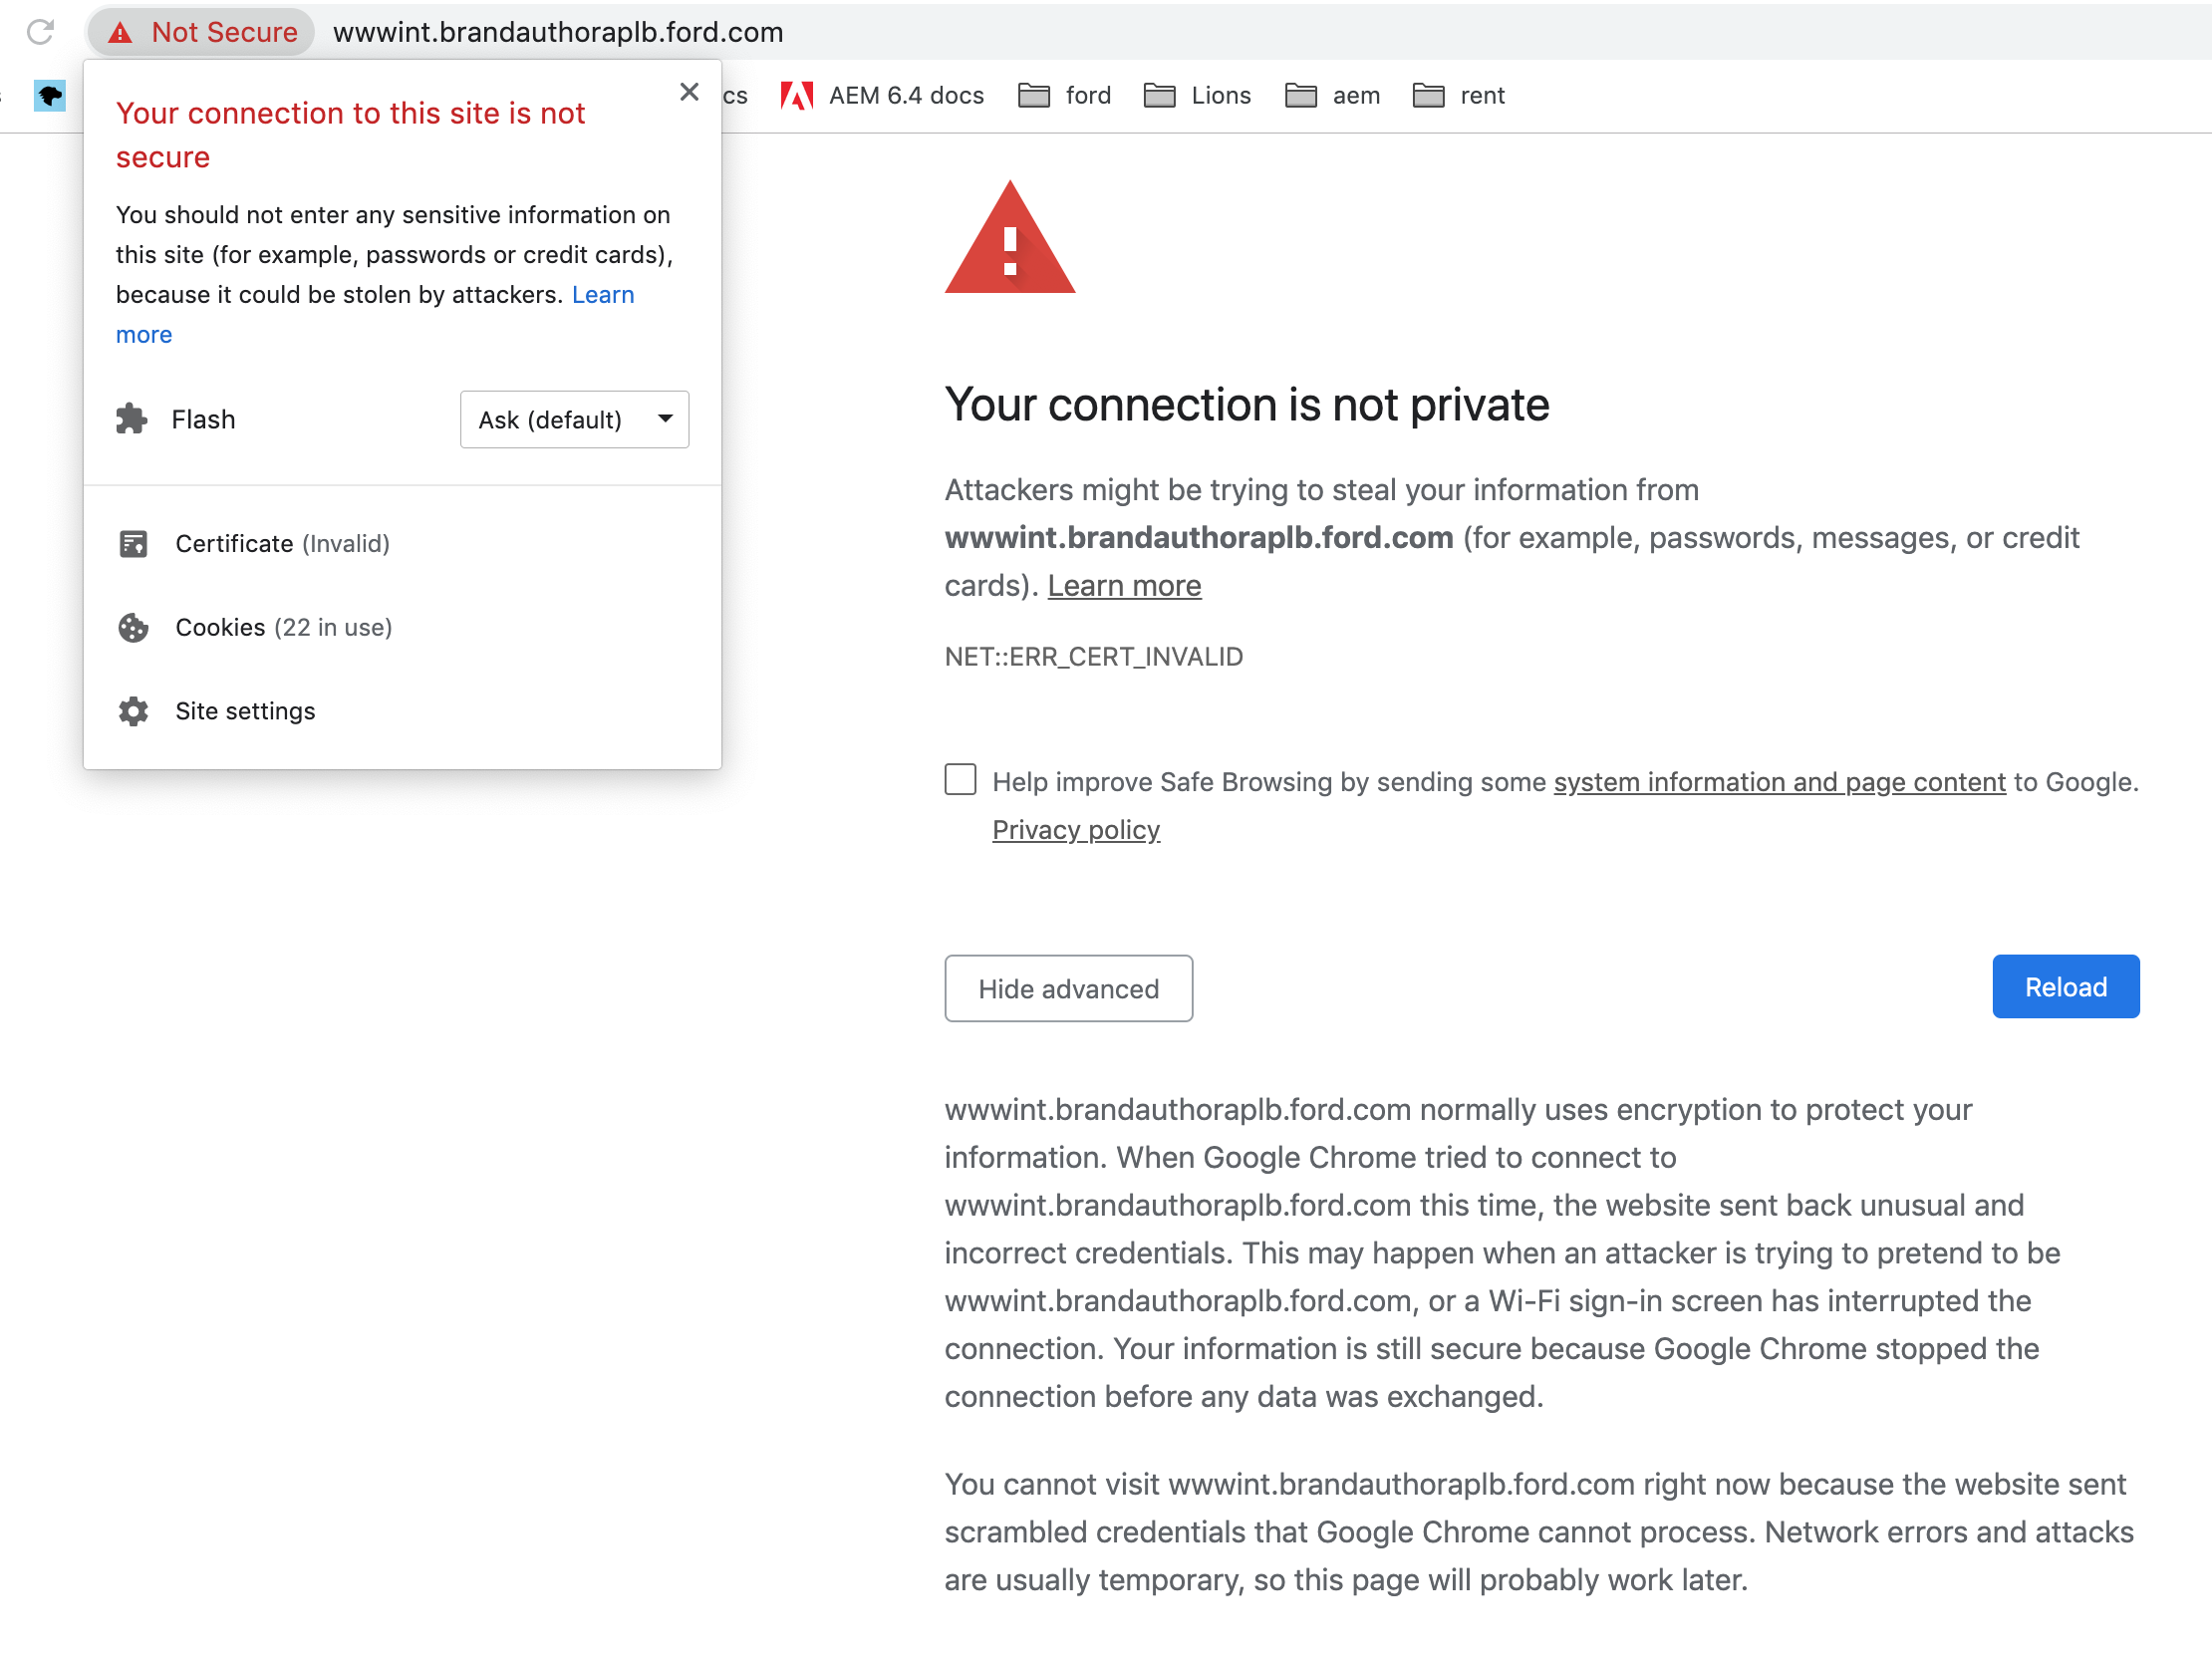 Not Secure wwwint.brandauthoraplb.ford.com
cs AEM 6.4 docs ford Lions aem rent
Your connection to this site is not
secure
You should not enter any sensitive information on
this site (for example, passwords or credit cards),
because it could be stolen by attackers. Learn
more
Flash Ask (default)
Certificate (Invalid)
Cookies (22 in use)
Site settings
Your connection is not private
Attackers might be trying to steal your information from
wwwint.brandauthoraplb.ford.com (for example, passwords, messages, or credit
cards). Learn more
NET::ERR_CERT_INVALID
Help improve Safe Browsing by sending some system information and page content to Google.
Privacy policy
Hide advanced Reload
wwwint.brandauthoraplb.ford.com normally uses encryption to protect your
information. When Google Chrome tried to connect to
wwwint.brandauthoraplb.ford.com this time, the website sent back unusual and
incorrect credentials. This may happen when an attacker is trying to pretend to be
wwwint.brandauthoraplb.ford.com, or a Wi-Fi sign-in screen has interrupted the
connection. Your information is still secure because Google Chrome stopped the
connection before any data was exchanged.
You cannot visit wwwint.brandauthoraplb.ford.com right now because the website sent
scrambled credentials that Google Chrome cannot process. Network errors and attacks
are usually temporary, so this page will probably work later.